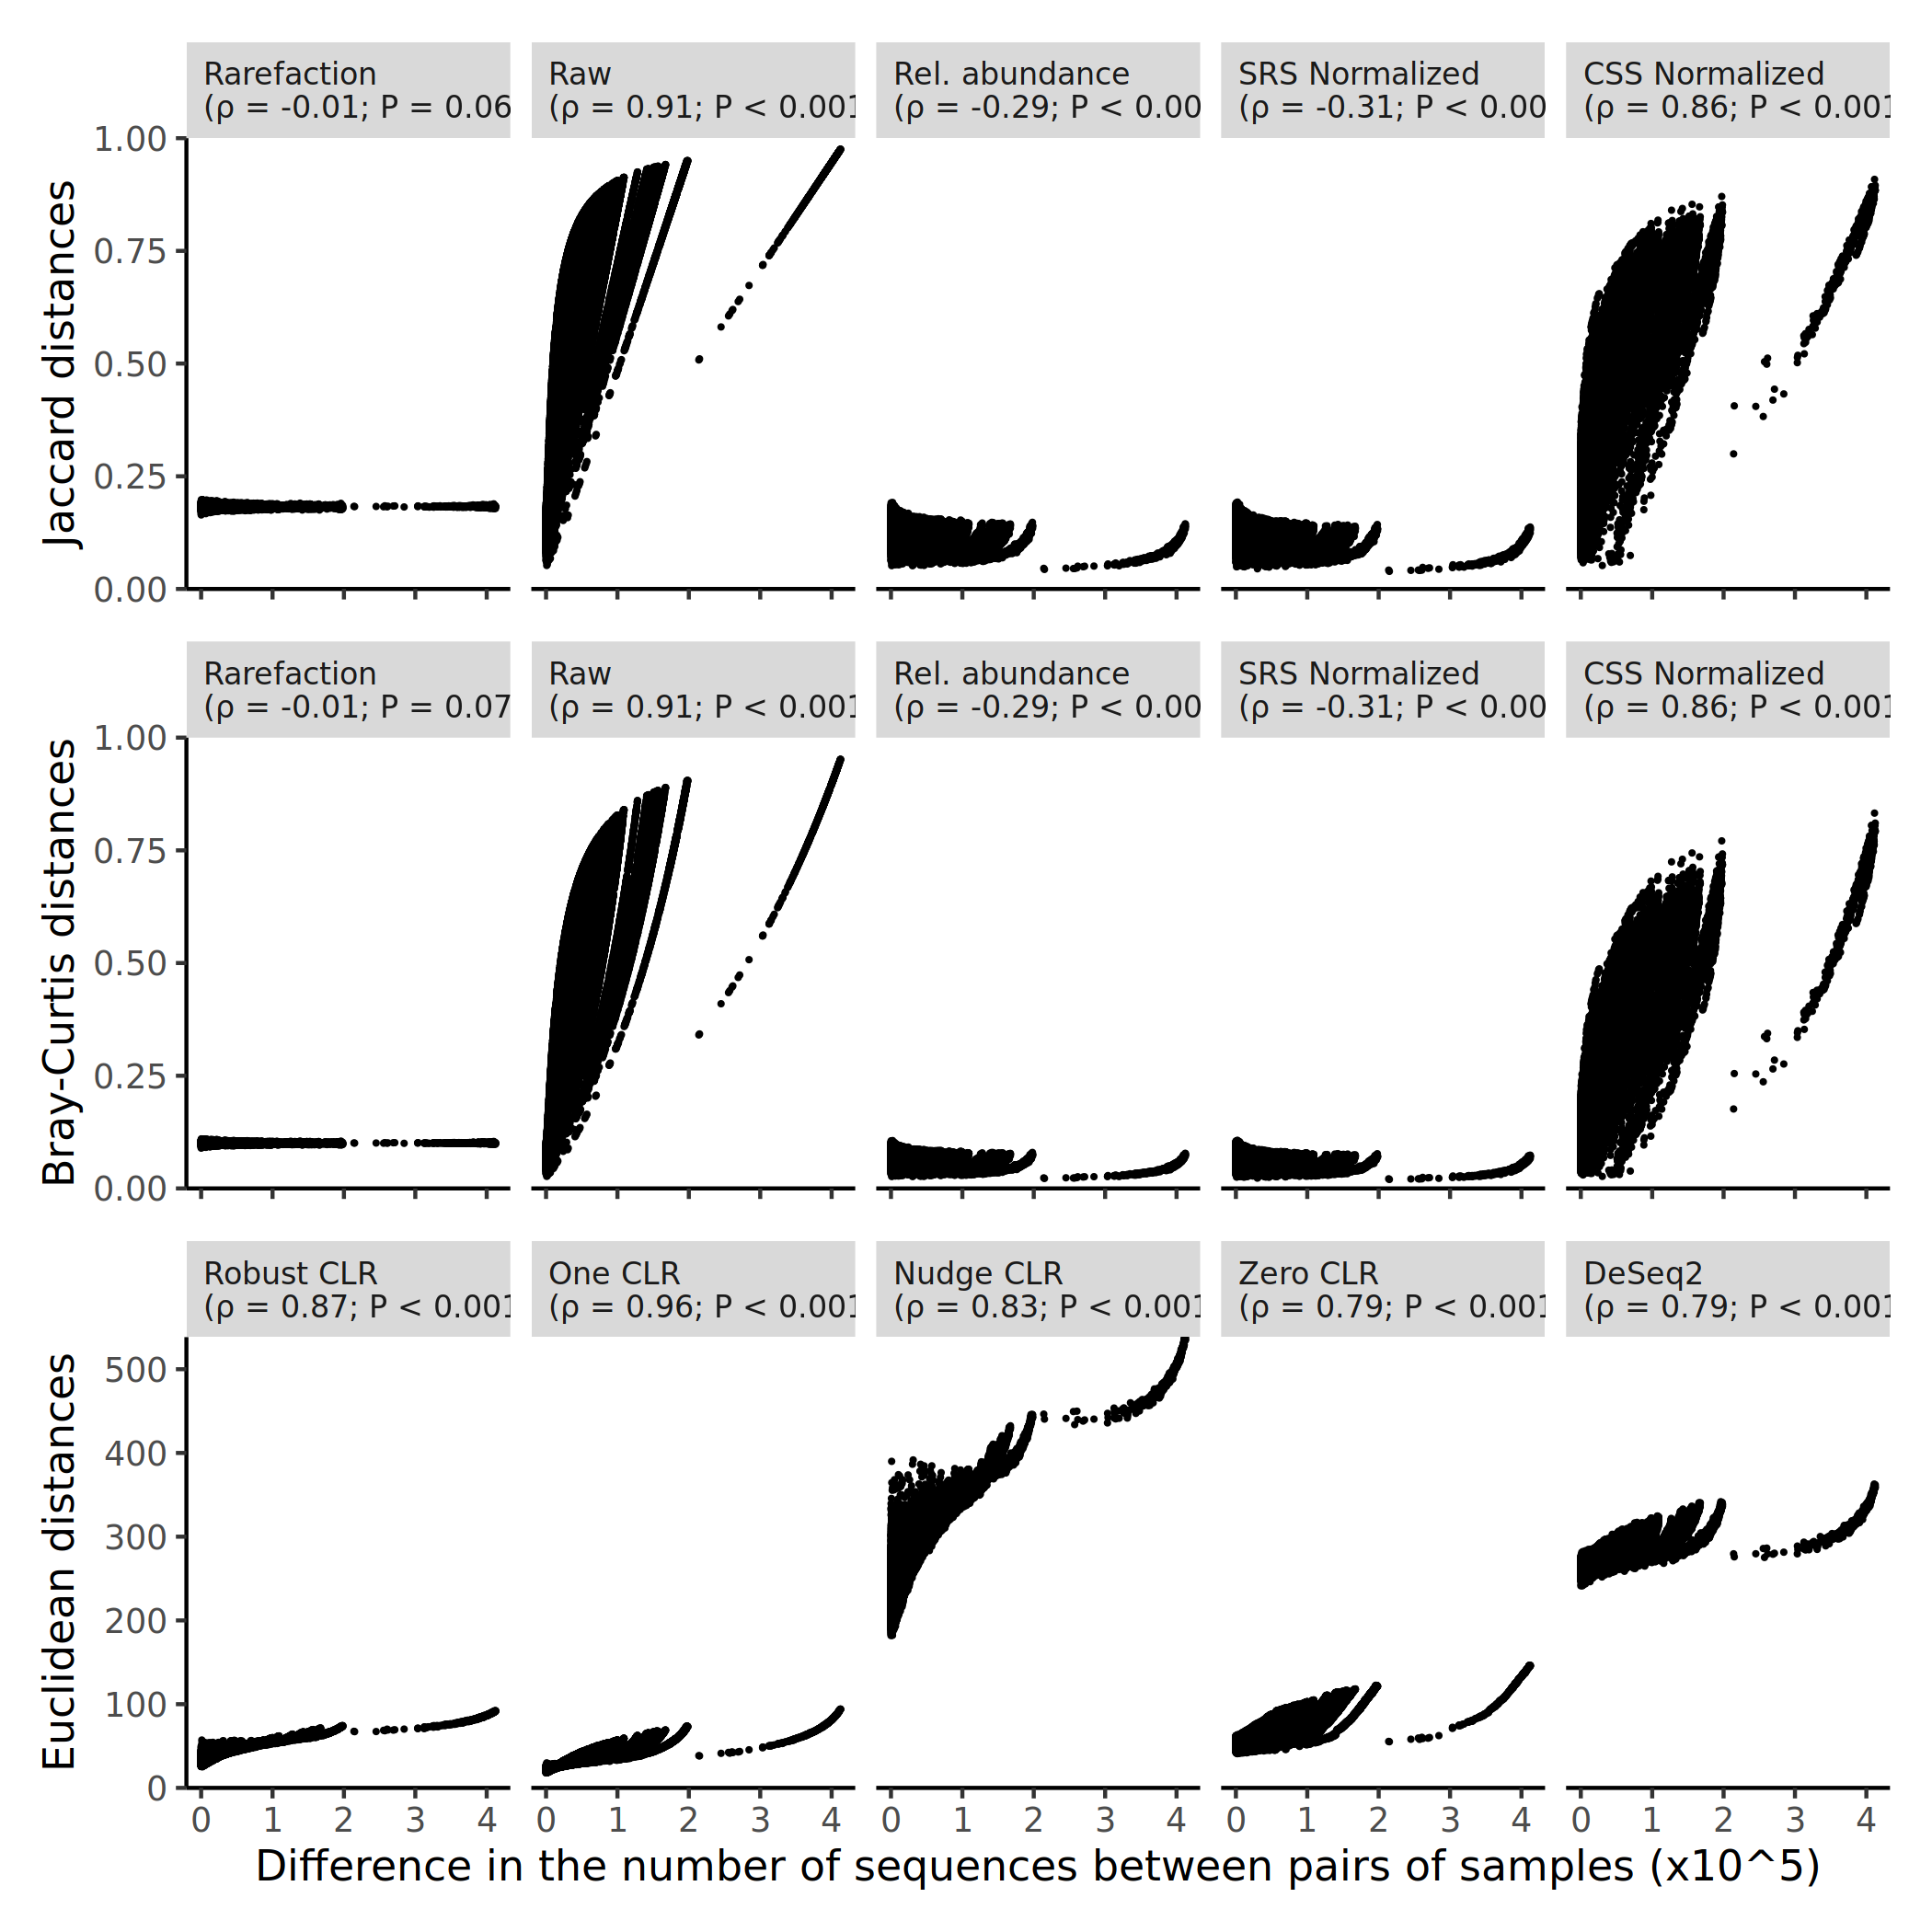 Rarefaction
(ρ = -0.01; P = 0.06
Raw
(ρ = 0.91; P < 0.001
Rel. abundance
(ρ = -0.29; P < 0.00
SRS Normalized
(ρ = -0.31; P < 0.00
CSS Normalized
(ρ = 0.86; P < 0.001
Jaccard distances
1.00
0.75
0.50
0.25
0.00
Rarefaction
(ρ = -0.01; P = 0.07
Raw
(ρ = 0.91; P < 0.001
Rel. abundance
(ρ = -0.29; P < 0.00
SRS Normalized
(ρ = -0.31; P < 0.00
CSS Normalized
(ρ = 0.86; P < 0.001
Bray-Curtis distances
1.00
0.75
0.50
0.25
0.00
Robust CLR
(ρ = 0.87; P < 0.001
One CLR
(ρ = 0.96; P < 0.001
Nudge CLR
(ρ = 0.83; P < 0.001
Zero CLR
(ρ = 0.79; P < 0.001
DeSeq2
(ρ = 0.79; P < 0.001
Euclidean distances
500
400
300
200
100
0
0 1 2 3 4 0 1 2 3 4 0 1 2 3 4 0 1 2 3 4 0 1 2 3 4
Difference in the number of sequences between pairs of samples (x10^5)